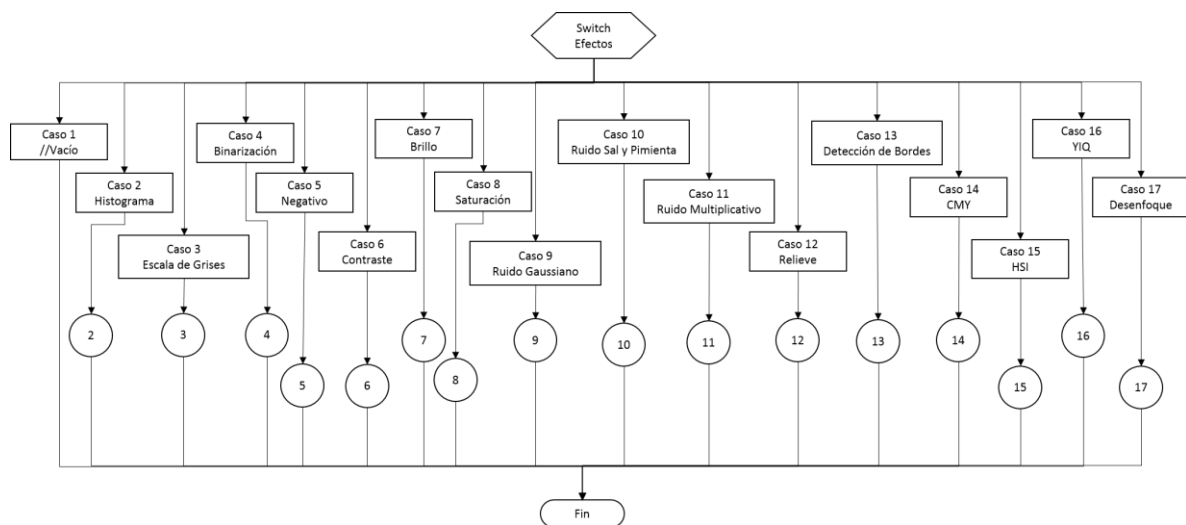 Switch
Efectos
Caso 1
//Vacío
Caso 2
Histograma
Caso 3
Escala de Grises
Caso 4
Binarización
Caso 5
Negativo
Caso 6
Contraste
Caso 7
Brillo
Caso 8
Saturación
Caso 9
Ruido Gaussiano
Caso 10
Ruido Sal y Pimienta
Caso 11
Ruido Multiplicativo
Caso 12
Relieve
Caso 13
Detección de Bordes
Caso 14
CMY
Caso 15
HSI
Caso 16
YIQ
Caso 17
Desenfoque
2
3
4
5
6
7
8
9
10
11
12
13
14
15
16
17
Fin